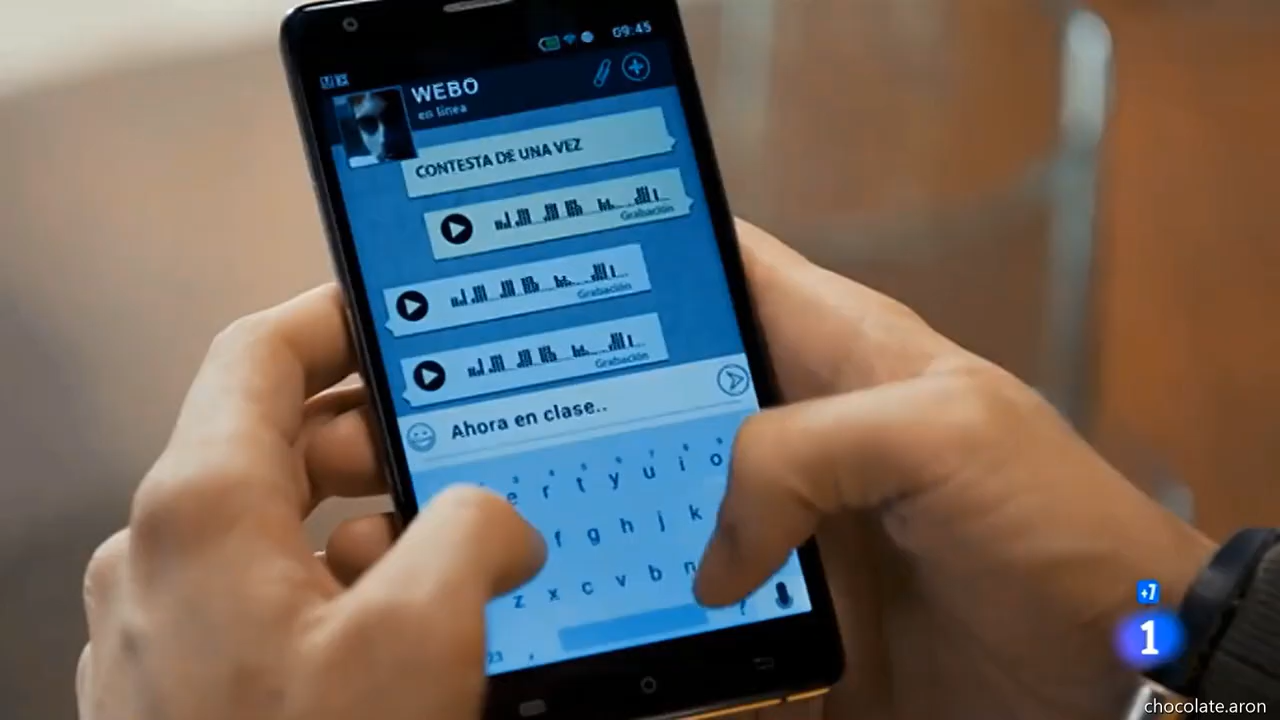 09:45
WEBO
en línea
CONTESTA DE UNA VEZ
Grabación
Grabación
Grabación
Ahora en clase..
e r t y u i o
f g h j k
z x c v b n
23 , ?
+7
1
chocolate.aron